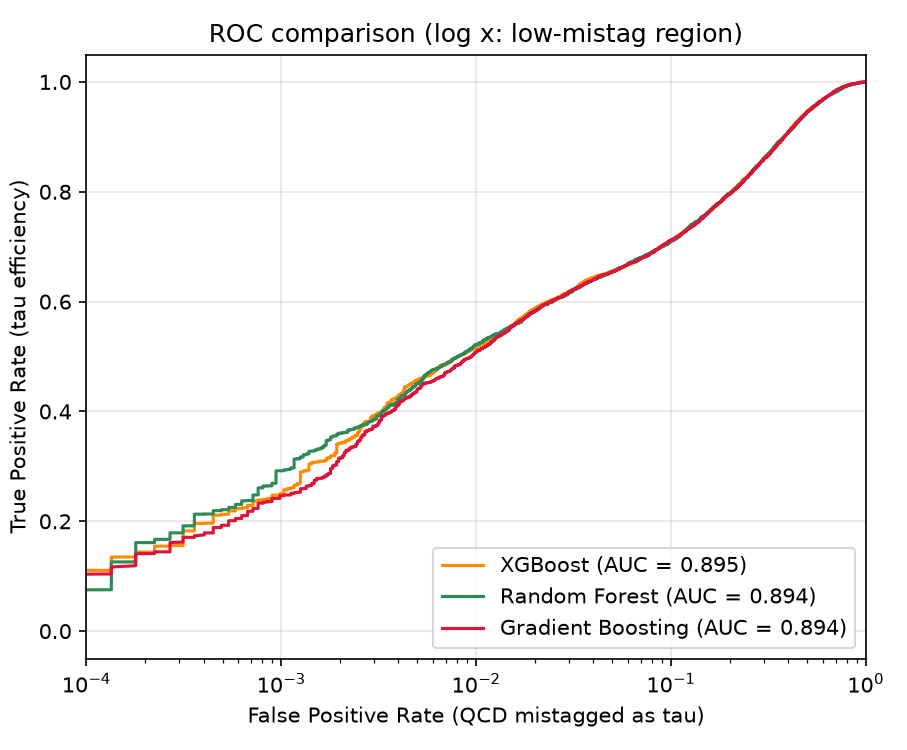 ROC comparison (log x: low-mistag region)
True Positive Rate (tau efficiency)
1.0
0.8
0.6
0.4
0.2
0.0
XGBoost (AUC = 0.895)
Random Forest (AUC = 0.894)
Gradient Boosting (AUC = 0.894)
10⁻⁴ 10⁻³ 10⁻² 10⁻¹ 10⁰
False Positive Rate (QCD mistagged as tau)